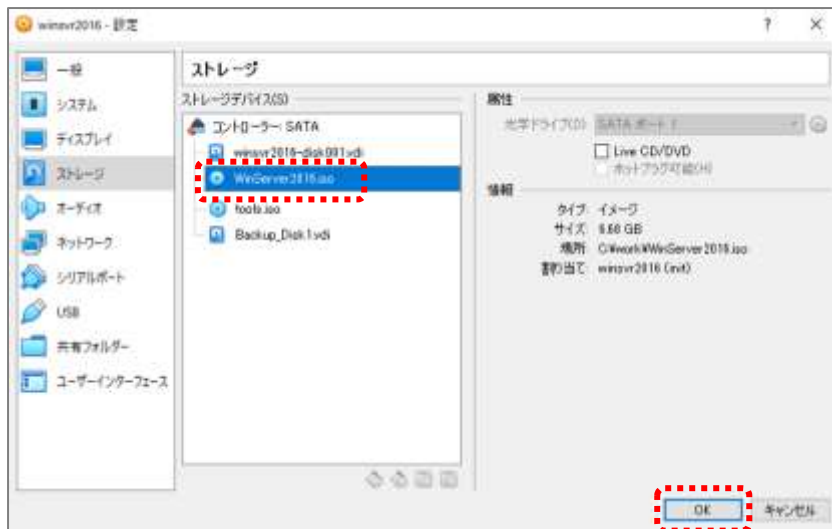 winsvr2016 - 設定
一般
システム
ディスプレイ
ストレージ
オーディオ
ネットワーク
シリアルポート
USB
共有フォルダー
ユーザーインターフェース
ストレージ
ストレージデバイス(S)
コントローラー: SATA
winsvr2016-disk001.vdi
WinServer2016.iso
tools.iso
Backup_Disk1.vdi
属性
光学ドライブ(D): SATA ポート 1
Live CD/DVD
ホットプラグ可能(H)
情報
タイプ: イメージ
サイズ:
場所: C:¥work¥WinServer2016.iso
割り当て: winsvr2016 (init)
OK
キャンセル